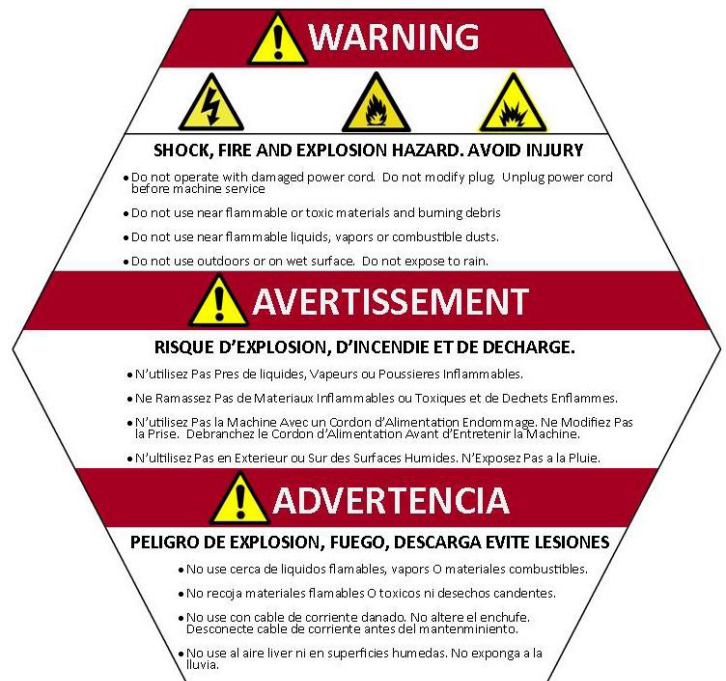 WARNING
SHOCK, FIRE AND EXPLOSION HAZARD. AVOID INJURY
• Do not operate with damaged power cord. Do not modify plug. Unplug power cord
before machine service
• Do not use near flammable or toxic materials and burning debris
• Do not use near flammable liquids, vapors or combustible dusts.
• Do not use outdoors or on wet surface. Do not expose to rain.
AVERTISSEMENT
RISQUE D'EXPLOSION, D'INCENDIE ET DE DECHARGE.
• N'utilisez Pas Pres de liquides, Vapeurs ou Poussieres Inflammables.
• Ne Ramassez Pas de Materiaux Inflammables ou Toxiques et de Dechets Enflammes.
• N'utilisez Pas la Machine Avec un Cordon d'Alimentation Endommage. Ne Modifiez Pas
la Prise. Debranchez le Cordon d'Alimentation Avant d'Entretenir la Machine.
• N'ultilisez Pas en Exterieur ou Sur des Surfaces Humides. N'Exposez Pas a la Pluie.
ADVERTENCIA
PELIGRO DE EXPLOSION, FUEGO, DESCARGA EVITE LESIONES
• No use cerca de liquidos flamables, vapors O materiales combustibles.
• No recoja materiales flamables O toxicos ni desechos candentes.
• No use con cable de corriente danado. No altere el enchufe.
Desconecte cable de corriente antes del mantenminiento.
• No use al aire liver ni en superficies humedas. No exponga a la
lluvia.